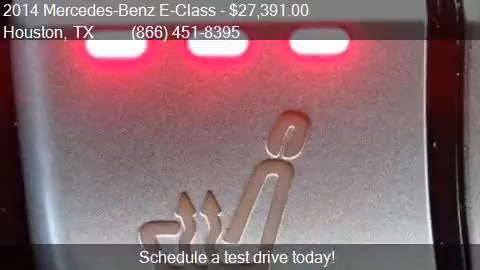 2014 Mercedes-Benz E-Class - $27,391.00
Houston, TX (866) 451-8395
Schedule a test drive today!